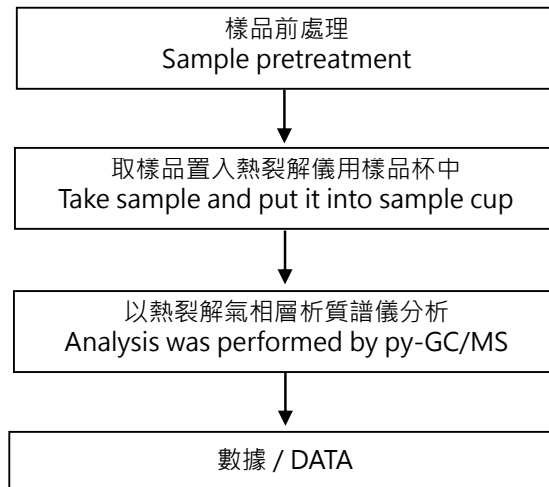 樣品前處理
Sample pretreatment
取樣品置入熱裂解儀用樣品杯中
Take sample and put it into sample cup
以熱裂解氣相層析質譜儀分析
Analysis was performed by py-GC/MS
數據 / DATA